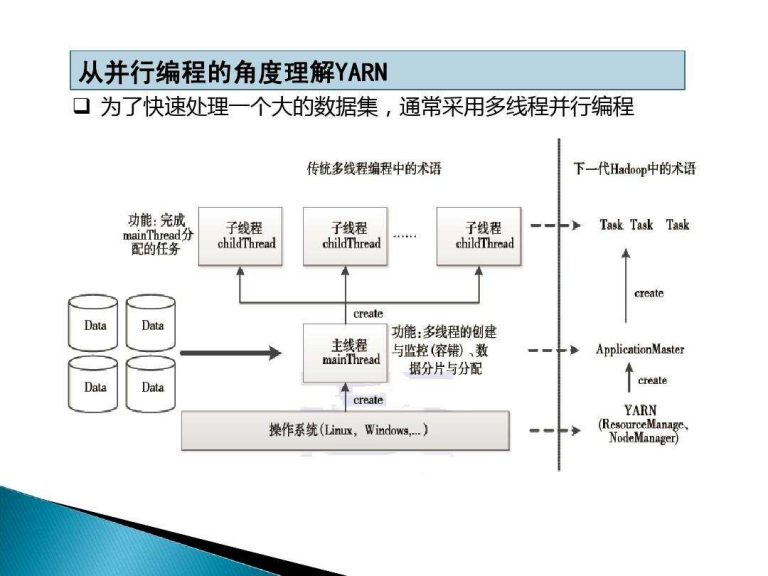 从并行编程的角度理解YARN
为了快速处理一个大的数据集，通常采用多线程并行编程
传统多线程编程中的术语
下一代Hadoop中的术语
功能：完成
mainThread分
配的任务
子线程
childThread
子线程
childThread
……
子线程
childThread
Task Task Task
create
create
Data
Data
Data
Data
主线程
mainThread
功能：多线程的创建
与监控（容错）、数
据分片与分配
ApplicationMaster
create
create
操作系统（Linux，Windows,...）
YARN
(ResourceManage、
NodeManager)